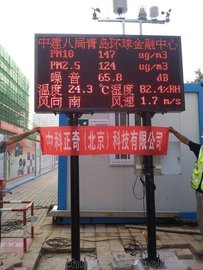 中建八局青岛环球金融中心
PM10 147 ug/m3
PM2.5 124 ug/m3
噪音 65.8 dB
温度 24.3℃ 湿度 82.4%RH
风向 南 风速 1.7 m/s
中科正奇（北京）科技有限公司